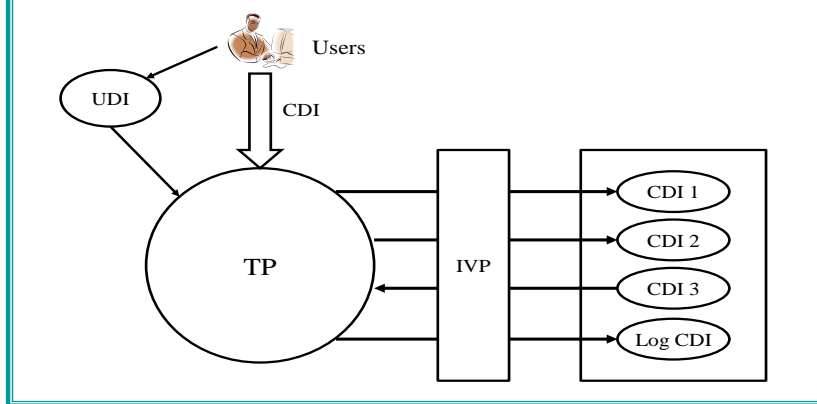 Users
UDI
CDI
TP
IVP
CDI 1
CDI 2
CDI 3
Log CDI